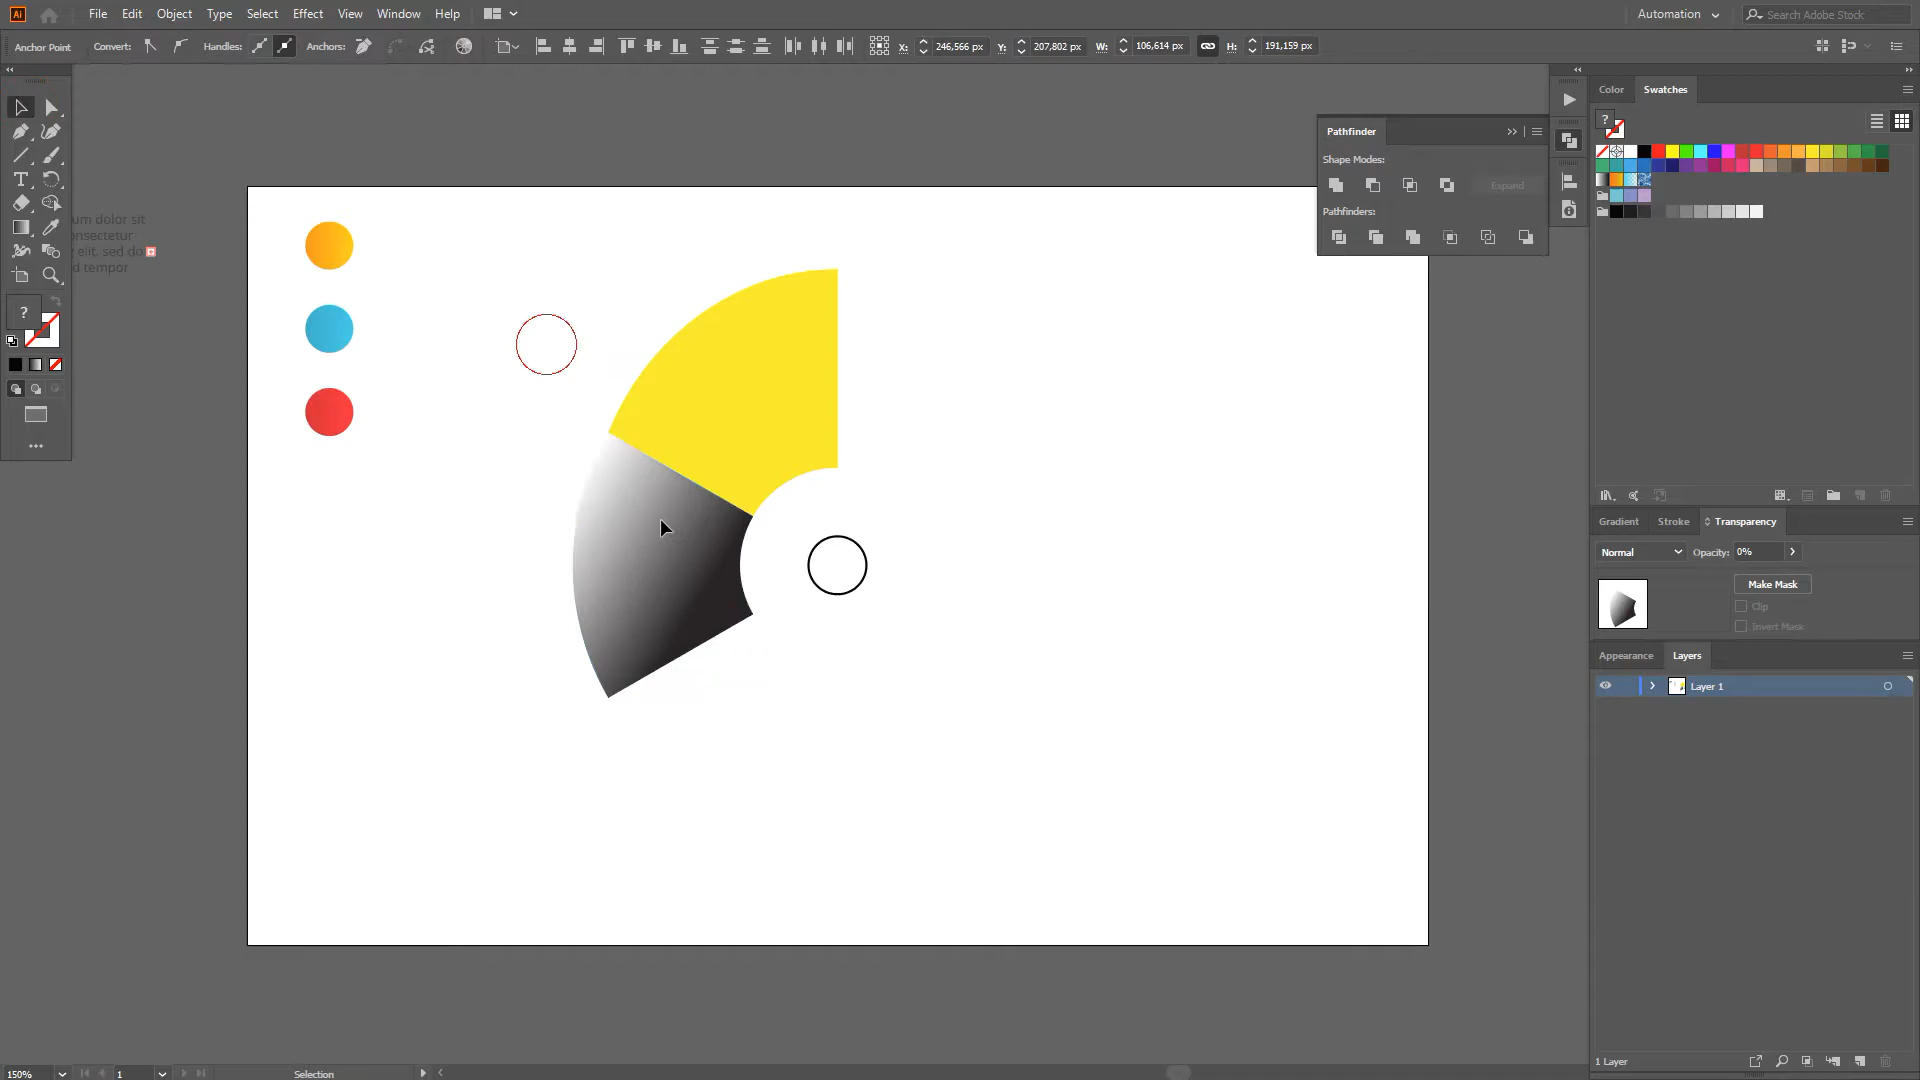 Ai File Edit Object Type Select Effect View Window Help Automation Search Adobe Stock
Anchor Point Convert: Handles: Anchors: X: 246,566 px Y: 207,802 px W: 106,614 px H: 191,159 px
Color Swatches
?
Pathfinder
Shape Modes:
Expand
Pathfinders:
um dolor sit
onsectetur
elit. sed do
d tempor
?
Gradient Stroke Transparency
Normal Opacity: 0%
Make Mask
Clip
Invert Mask
Appearance Layers
Layer 1
1 Layer
150% 1 Selection